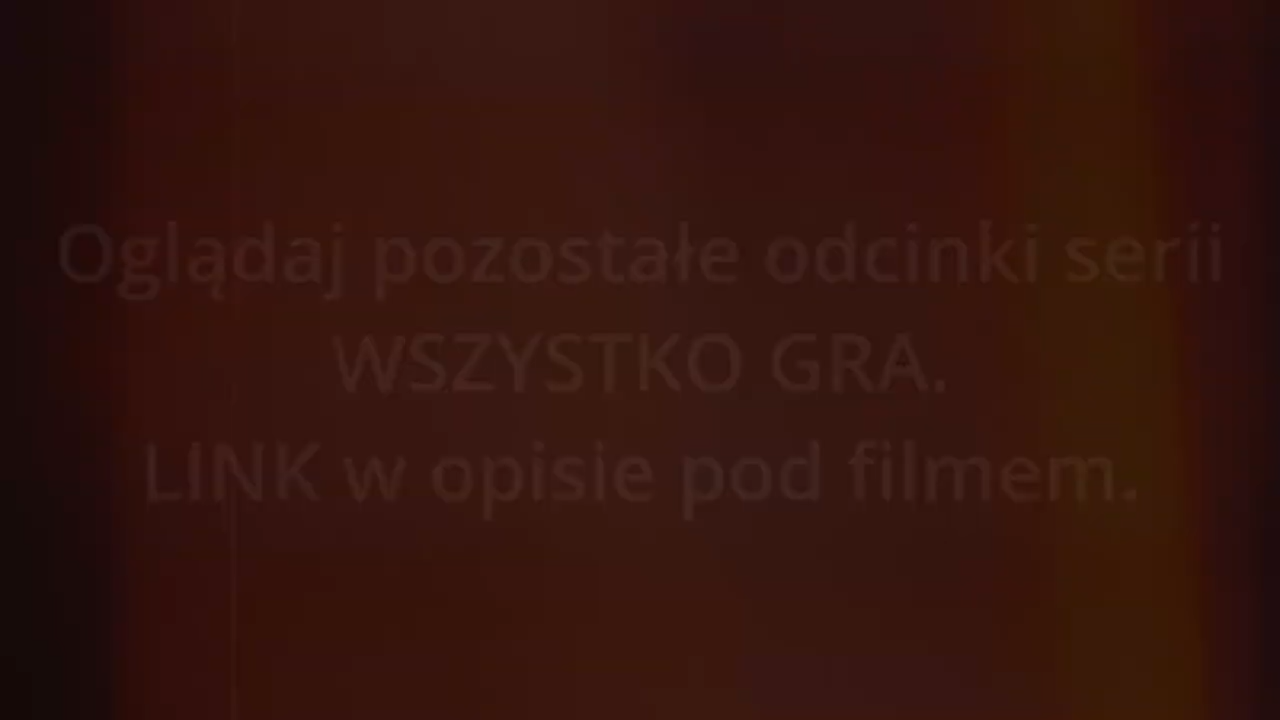 Oglądaj pozostałe odcinki serii
WSZYSTKO GRA.
LINK w opisie pod filmem.